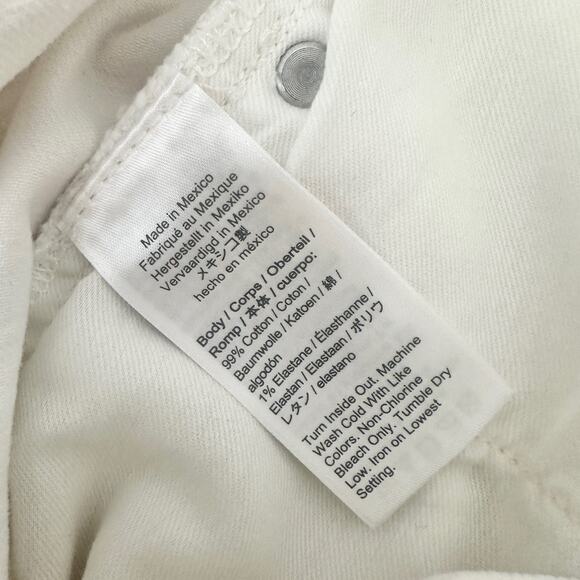 Made in Mexico
Fabriqué au Mexique
Hergestellt in Mexiko
Vervaardigd in Mexico
メキシコ製
hecho en méxico
Body / Corps / Oberteil /
Romp / 本体 / cuerpo:
99% Cotton / Coton /
Baumwolle / Katoen / 綿 /
algodón
1% Elastane / Élasthanne /
Elastan / Elastaan / ポリウ
レタン / elastano
Turn Inside Out. Machine
Wash Cold With Like
Colors. Non-Chlorine
Bleach Only. Tumble Dry
Low. Iron on Lowest
Setting.